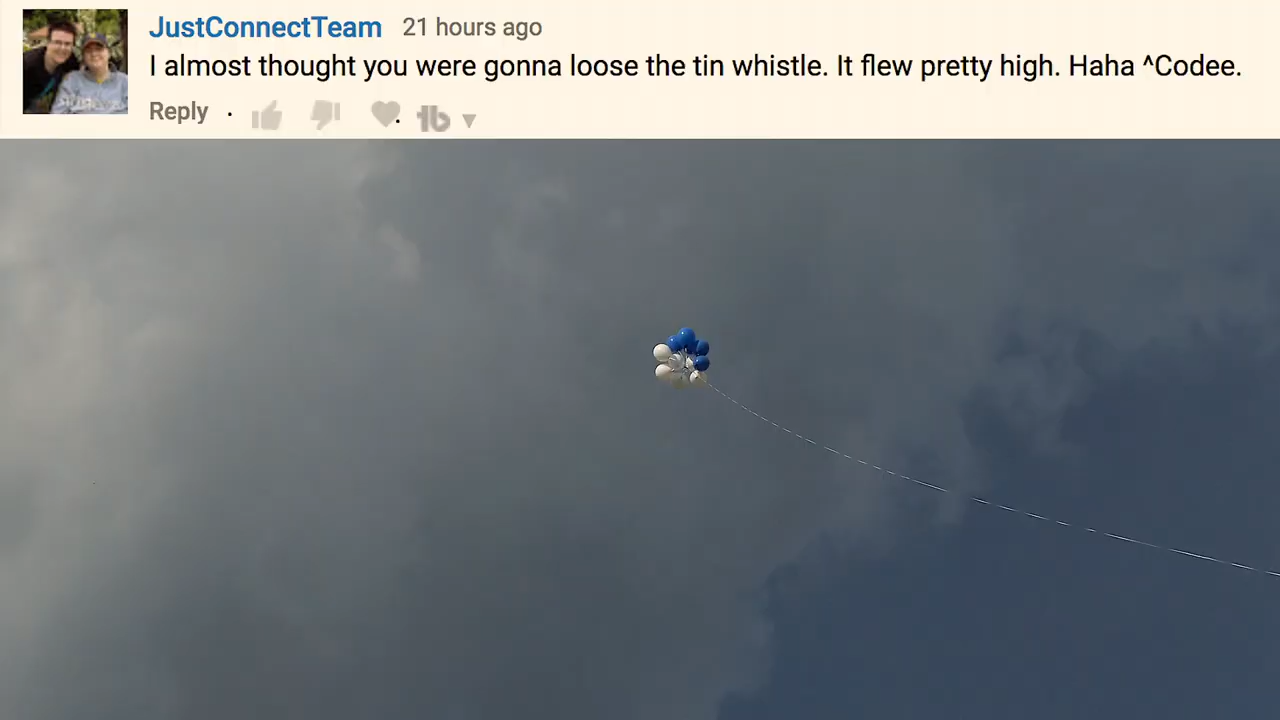 JustConnectTeam 21 hours ago
I almost thought you were gonna loose the tin whistle. It flew pretty high. Haha ^Codee.
Reply